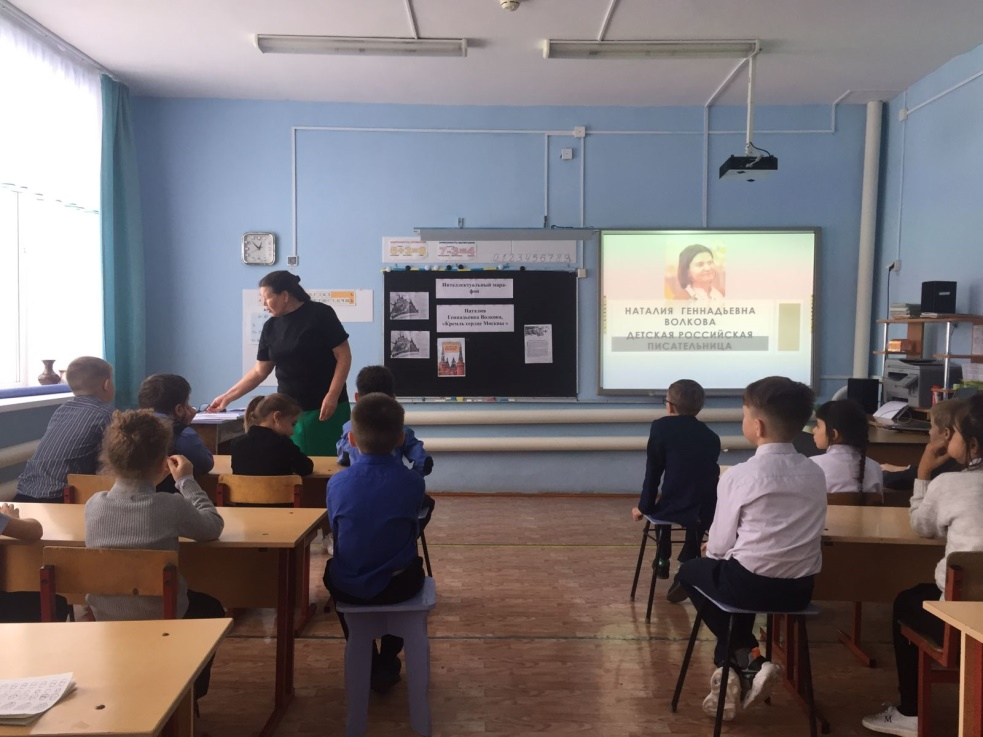 Интеллектуальный мара
фон
Наталия
Геннадьевна Волкова,
«Кремль сердце Москвы».
НАТАЛИЯ ГЕННАДЬЕВНА
ВОЛКОВА
ДЕТСКАЯ РОССИЙСКАЯ
ПИСАТЕЛЬНИЦА